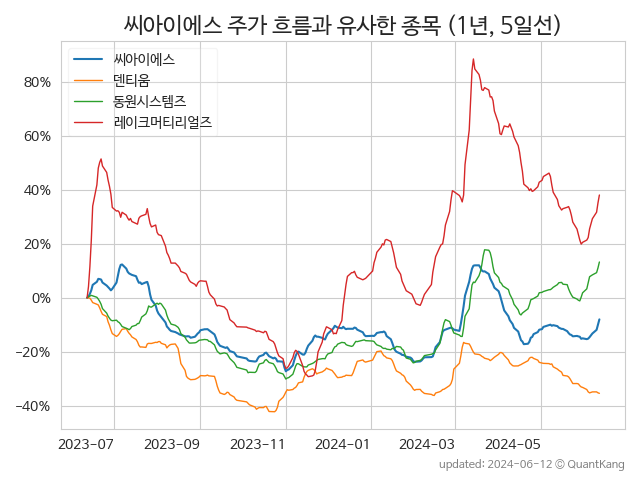 씨아이에스 주가 흐름과 유사한 종목 (1년, 5일선)
씨아이에스
덴티움
동원시스템즈
레이크머티리얼즈
80%
60%
40%
20%
0%
−20%
−40%
2023-07 2023-09 2023-11 2024-01 2024-03 2024-05
updated: 2024-06-12 © QuantKang